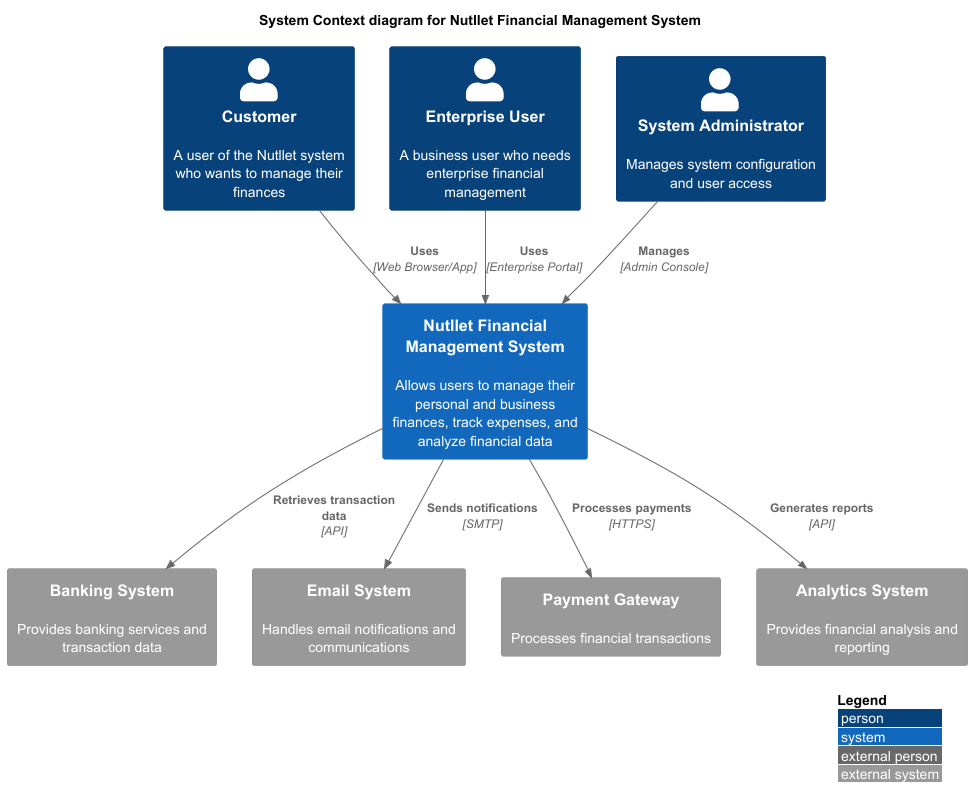 System Context diagram for Nutllet Financial Management System
Customer
A user of the Nutllet system
who wants to manage their
finances
Enterprise User
A business user who needs
enterprise financial
management
System Administrator
Manages system configuration
and user access
Uses
[Web Browser/App]
Uses
[Enterprise Portal]
Manages
[Admin Console]
Nutllet Financial
Management System
Allows users to manage their
personal and business
finances, track expenses, and
analyze financial data
Retrieves transaction
data
[API]
Sends notifications
[SMTP]
Processes payments
[HTTPS]
Generates reports
[API]
Banking System
Provides banking services and
transaction data
Email System
Handles email notifications and
communications
Payment Gateway
Processes financial transactions
Analytics System
Provides financial analysis and
reporting
Legend
person
system
external person
external system